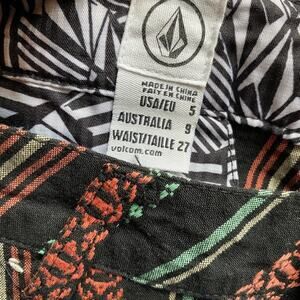 MADE IN CHINA
FAIT EN CHINE
USA/EU 5
AUSTRALIA 9
WAIST/TAILLE 27
volcom.com